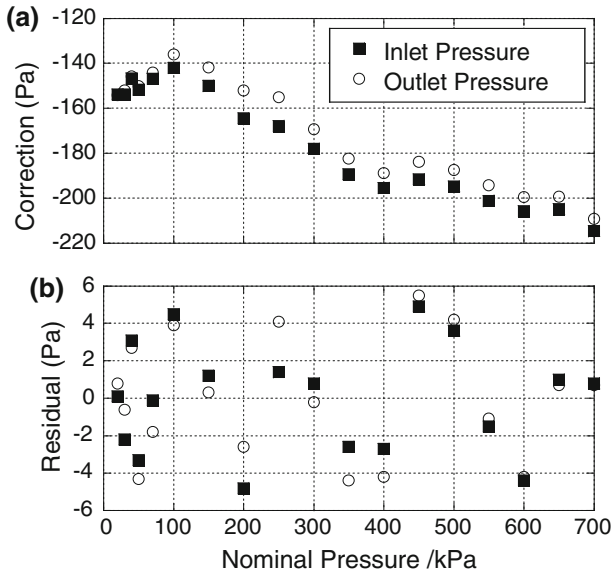 (a)
-120
-140
-160
-180
-200
-220
Correction (Pa)
Inlet Pressure
Outlet Pressure
(b)
6
4
2
0
-2
-4
-6
Residual (Pa)
0 100 200 300 400 500 600 700
Nominal Pressure /kPa